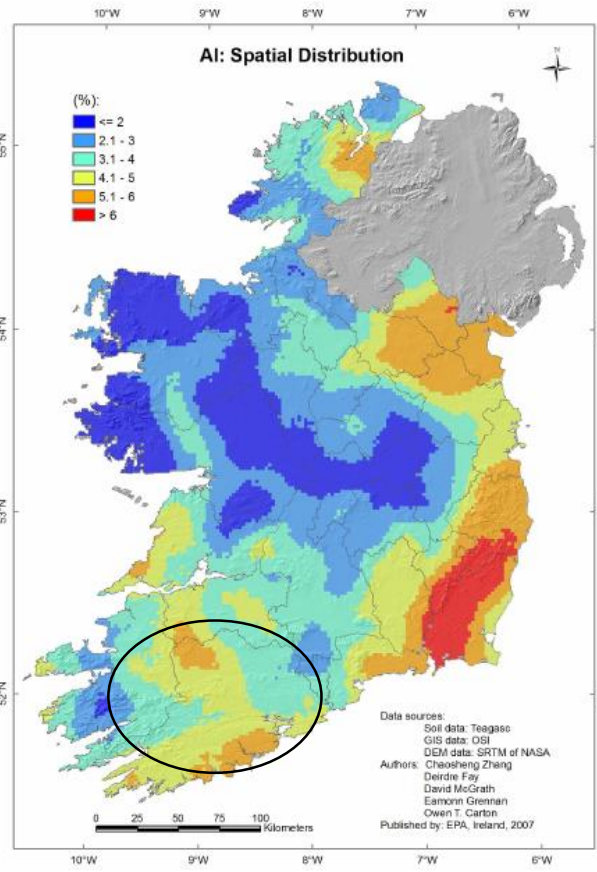 10°W 9°W 8°W 7°W 6°W
Al: Spatial Distribution
N
(%):
<= 2
2.1 - 3
3.1 - 4
4.1 - 5
5.1 - 6
> 6
55°N
54°N
53°N
52°N
Data sources:
Soil data: Teagasc
GIS data: OSI
DEM data: SRTM of NASA
Authors: Chaosheng Zhang
Deirdre Fay
David McGrath
Eamonn Grennan
Owen T. Carton
Published by: EPA, Ireland, 2007
0 25 50 75 100
Kilometers
10°W 9°W 8°W 7°W 6°W